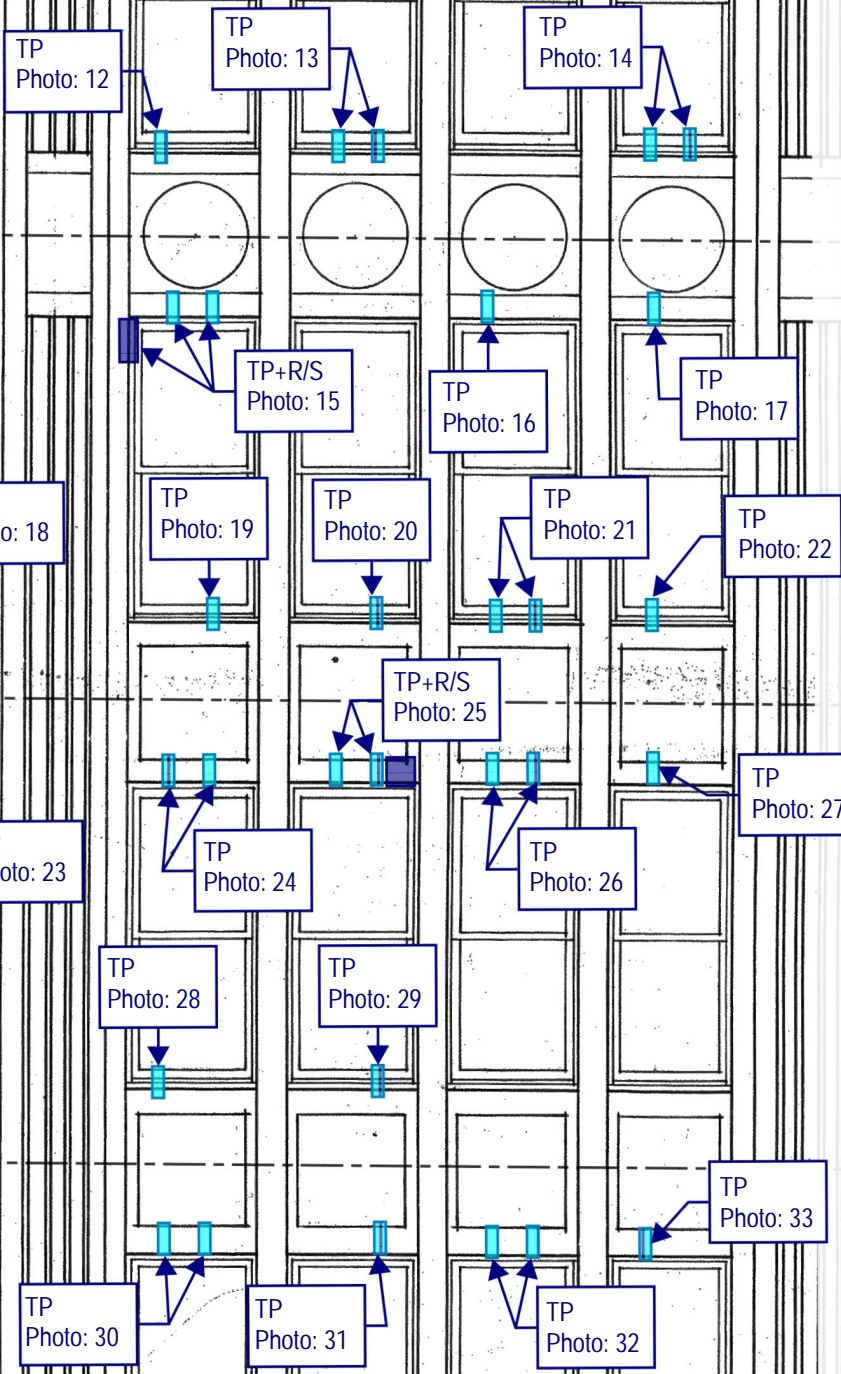 TP
Photo: 12
TP
Photo: 13
TP
Photo: 14
TP+R/S
Photo: 15
TP
Photo: 16
TP
Photo: 17
o: 18
TP
Photo: 19
TP
Photo: 20
TP
Photo: 21
TP
Photo: 22
oto: 23
TP
Photo: 24
TP+R/S
Photo: 25
TP
Photo: 26
TP
Photo: 27
TP
Photo: 28
TP
Photo: 29
TP
Photo: 30
TP
Photo: 31
TP
Photo: 32
TP
Photo: 33